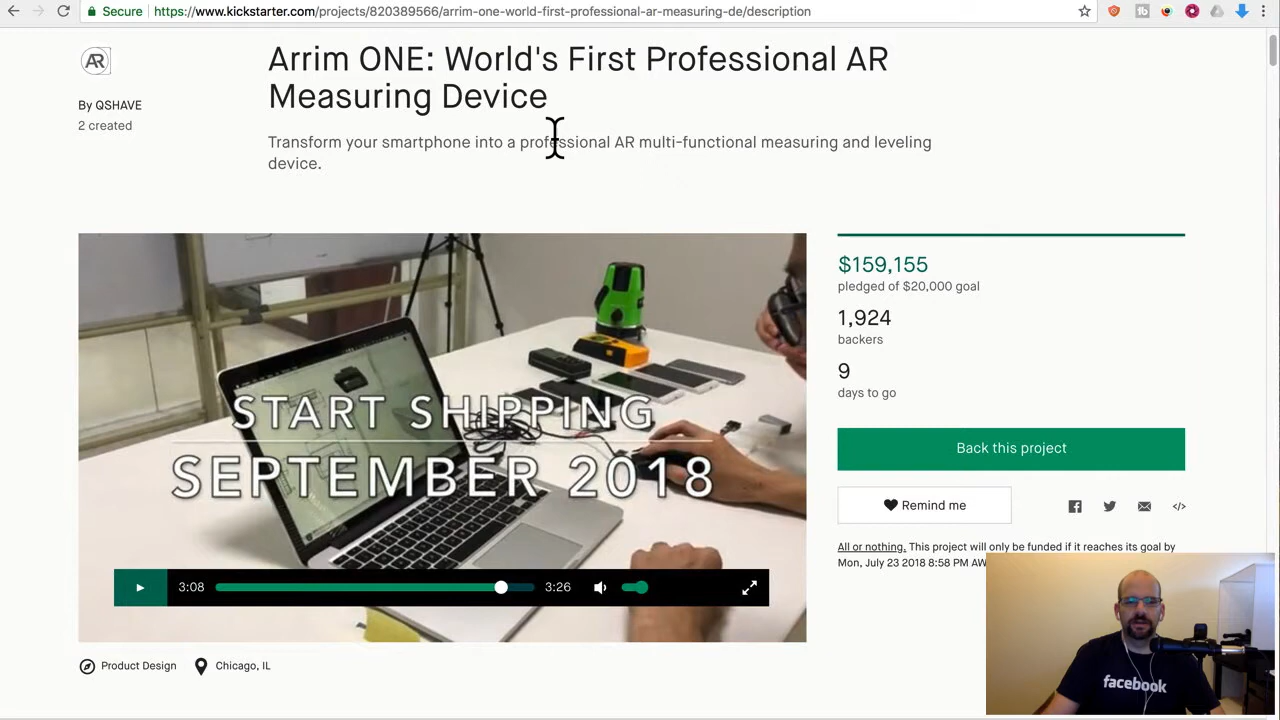 Secure https://www.kickstarter.com/projects/820389566/arrim-one-world-first-professional-ar-measuring-de/description
AR
By QSHAVE
2 created
Arrim ONE: World's First Professional AR
Measuring Device
Transform your smartphone into a professional AR multi-functional measuring and leveling
device.
START SHIPPING
SEPTEMBER 2018
3:08
3:26
$159,155
pledged of $20,000 goal
1,924
backers
9
days to go
Back this project
Remind me
All or nothing. This project will only be funded if it reaches its goal by
Mon, July 23 2018 8:58 PM AW
Product Design
Chicago, IL
facebook